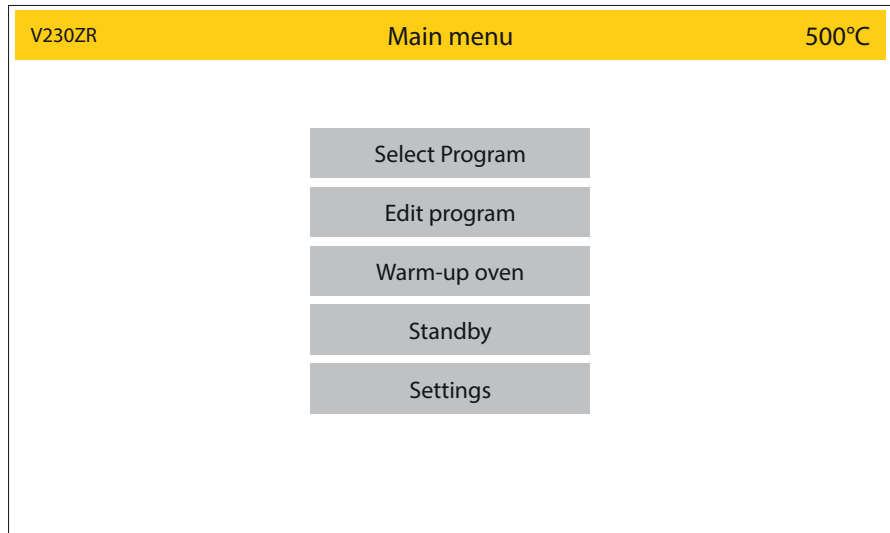 V230ZR Main menu 500°C
Select Program
Edit program
Warm-up oven
Standby
Settings